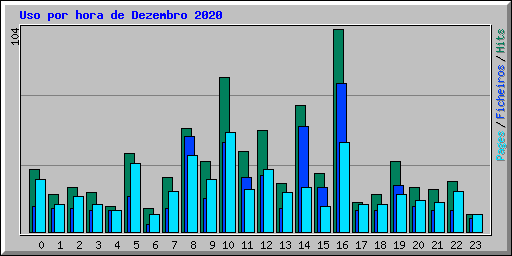 Uso por hora de Dezembro 2020
104
Pages / Ficheiros / Hits
0 1 2 3 4 5 6 7 8 9 10 11 12 13 14 15 16 17 18 19 20 21 22 23